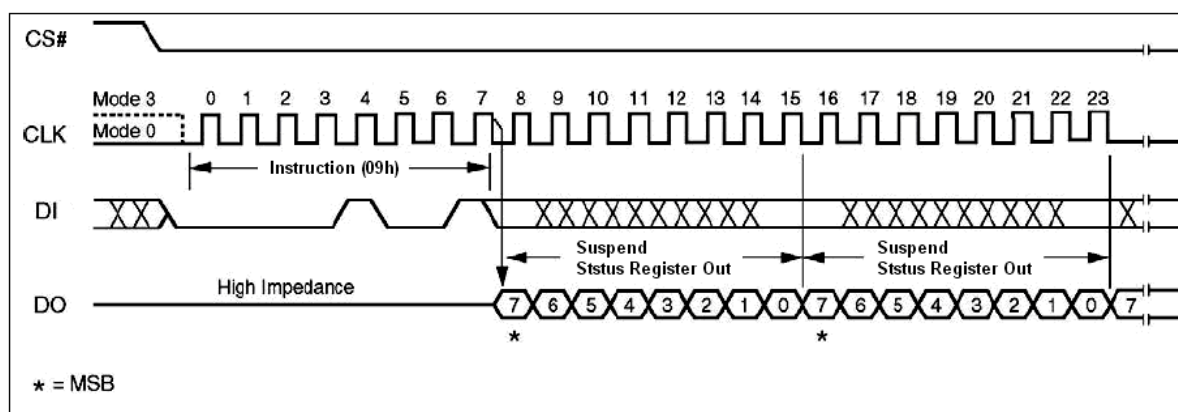 CS#
Mode 3 0 1 2 3 4 5 6 7 8 9 10 11 12 13 14 15 16 17 18 19 20 21 22 23
CLK Mode 0
Instruction (09h)
DI
Suspend Suspend
Ststus Register Out Ststus Register Out
High Impedance
DO 7 6 5 4 3 2 1 0 7 6 5 4 3 2 1 0 7
* *
* = MSB